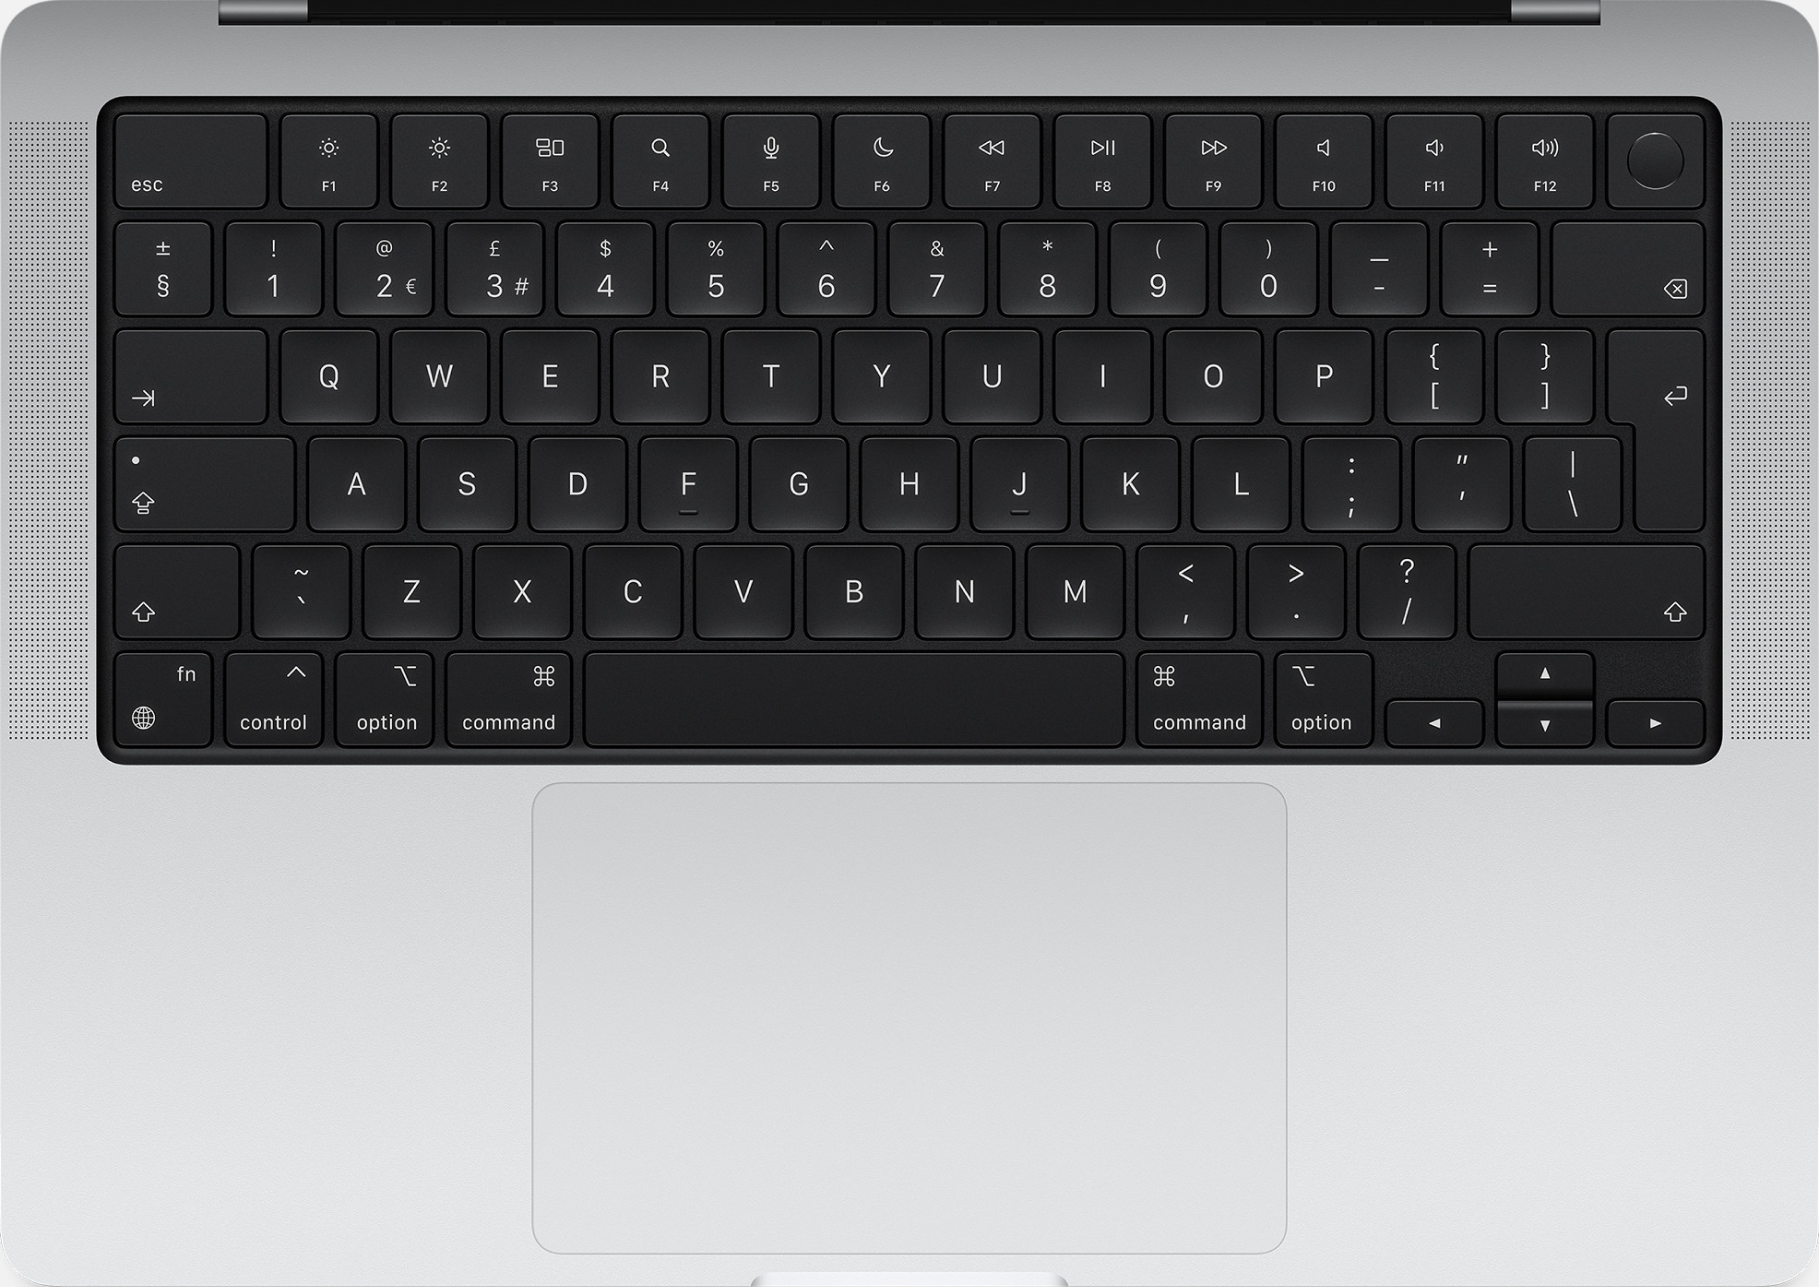 esc F1 F2 F3 F4 F5 F6 F7 F8 F9 F10 F11 F12
± ! @ £ $ % ^ & * ( ) _ +
§ 1 2 € 3 # 4 5 6 7 8 9 0 - =
Q W E R T Y U I O P { [ } ]
A S D F G H J K L : ; " ' | \
~ ` Z X C V B N M < , > . ? /
fn ^ ⌥ ⌘ ⌘ ⌥
control option command command option